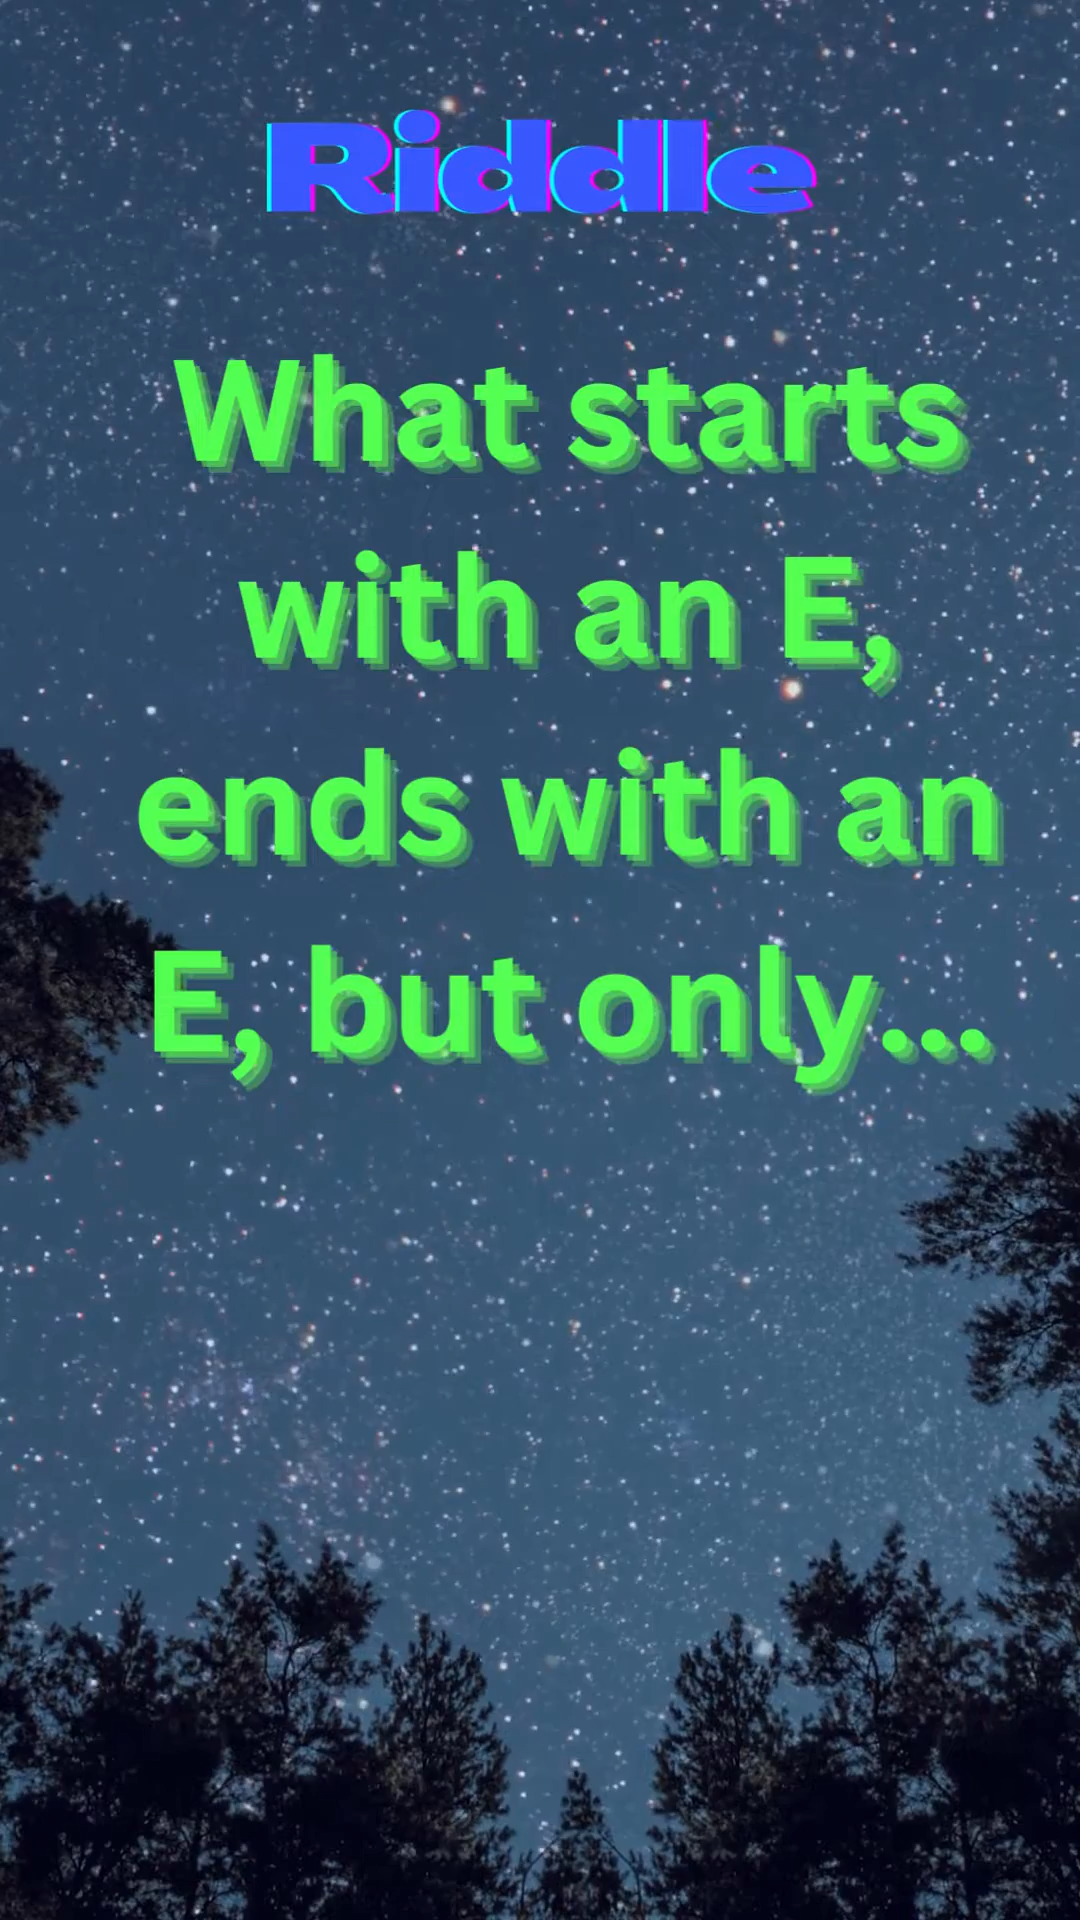 Riddle
What starts
with an E,
ends with an
E, but only...